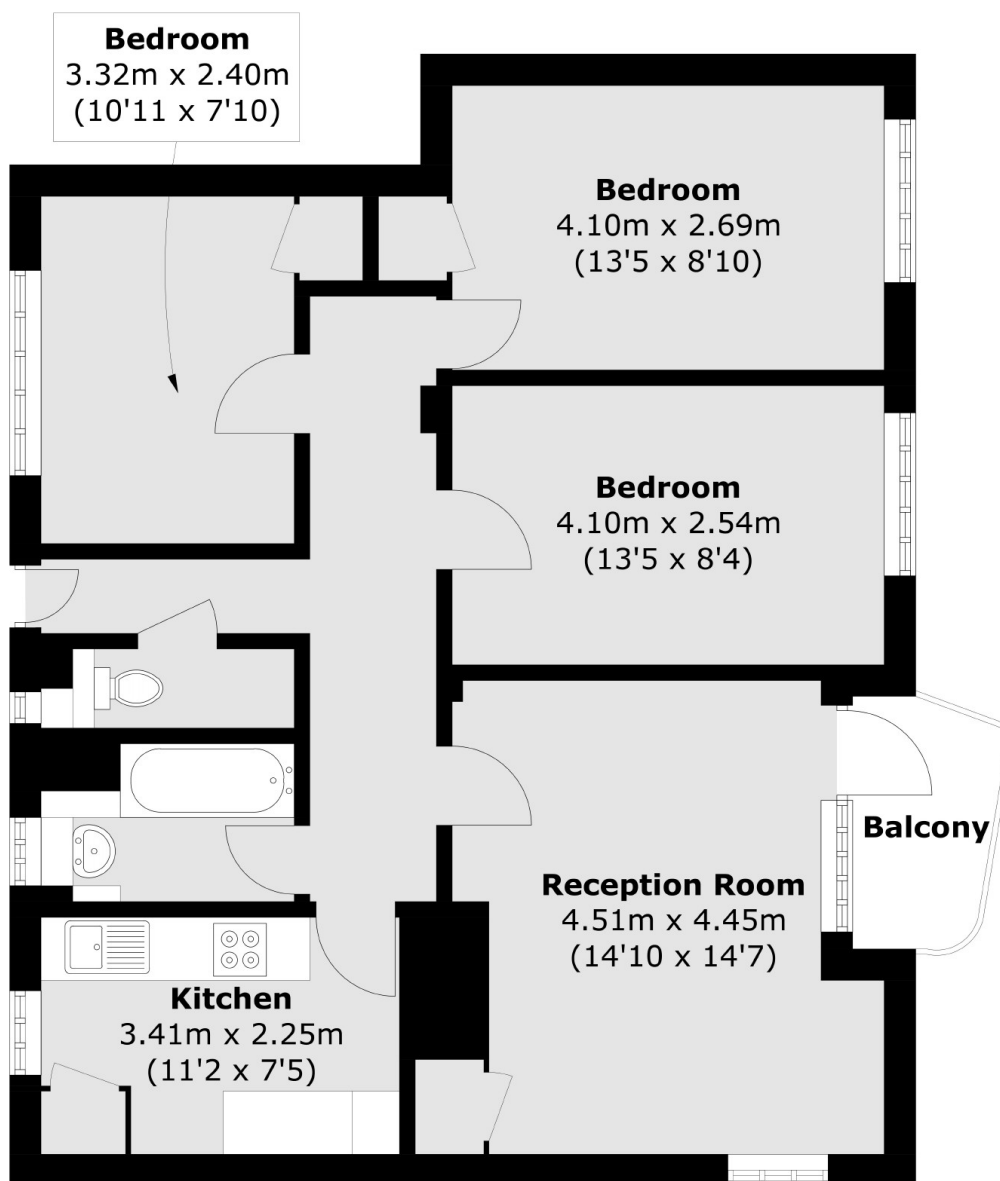 Bedroom
3.32m x 2.40m
(10'11 x 7'10)
Bedroom
4.10m x 2.69m
(13'5 x 8'10)
Bedroom
4.10m x 2.54m
(13'5 x 8'4)
Balcony
Reception Room
4.51m x 4.45m
(14'10 x 14'7)
Kitchen
3.41m x 2.25m
(11'2 x 7'5)